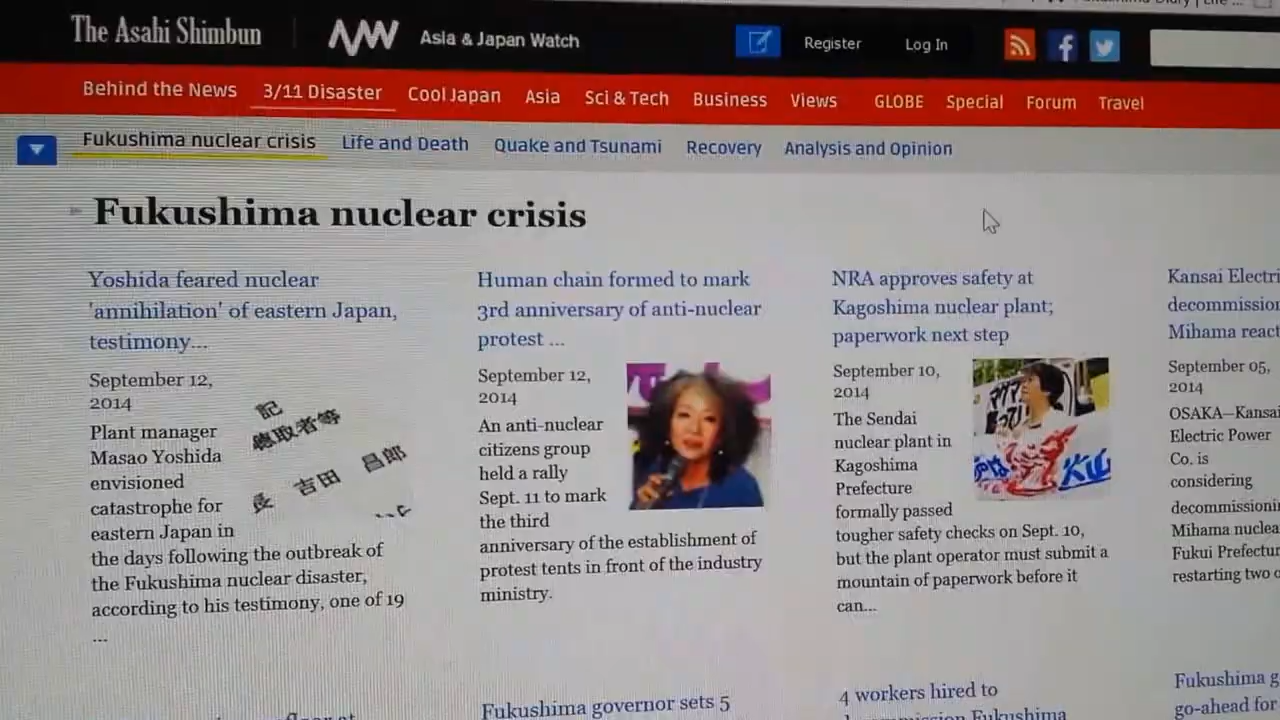 The Asahi Shimbun
AJW Asia & Japan Watch
Register
Log In
Behind the News 3/11 Disaster Cool Japan Asia Sci & Tech Business Views GLOBE Special Forum Travel
Fukushima nuclear crisis Life and Death Quake and Tsunami Recovery Analysis and Opinion
Fukushima nuclear crisis
Yoshida feared nuclear
'annihilation' of eastern Japan,
testimony...
September 12,
2014
Plant manager
Masao Yoshida
envisioned
catastrophe for
eastern Japan in
the days following the outbreak of
the Fukushima nuclear disaster,
according to his testimony, one of 19
...
記
聴取者等
吉田 昌郎
Human chain formed to mark
3rd anniversary of anti-nuclear
protest ...
September 12,
2014
An anti-nuclear
citizens group
held a rally
Sept. 11 to mark
the third
anniversary of the establishment of
protest tents in front of the industry
ministry.
NRA approves safety at
Kagoshima nuclear plant;
paperwork next step
September 10,
2014
The Sendai
nuclear plant in
Kagoshima
Prefecture
formally passed
tougher safety checks on Sept. 10,
but the plant operator must submit a
mountain of paperwork before it
can...
Kansai Electri
decommissio
Mihama react
September 05,
2014
OSAKA—Kansa
Electric Power
Co. is
considering
decommissioni
Mihama nuclea
Fukui Prefectur
restarting two
Fukushima governor sets 5
4 workers hired to
Fukushima
Fukushima g
go-ahead for